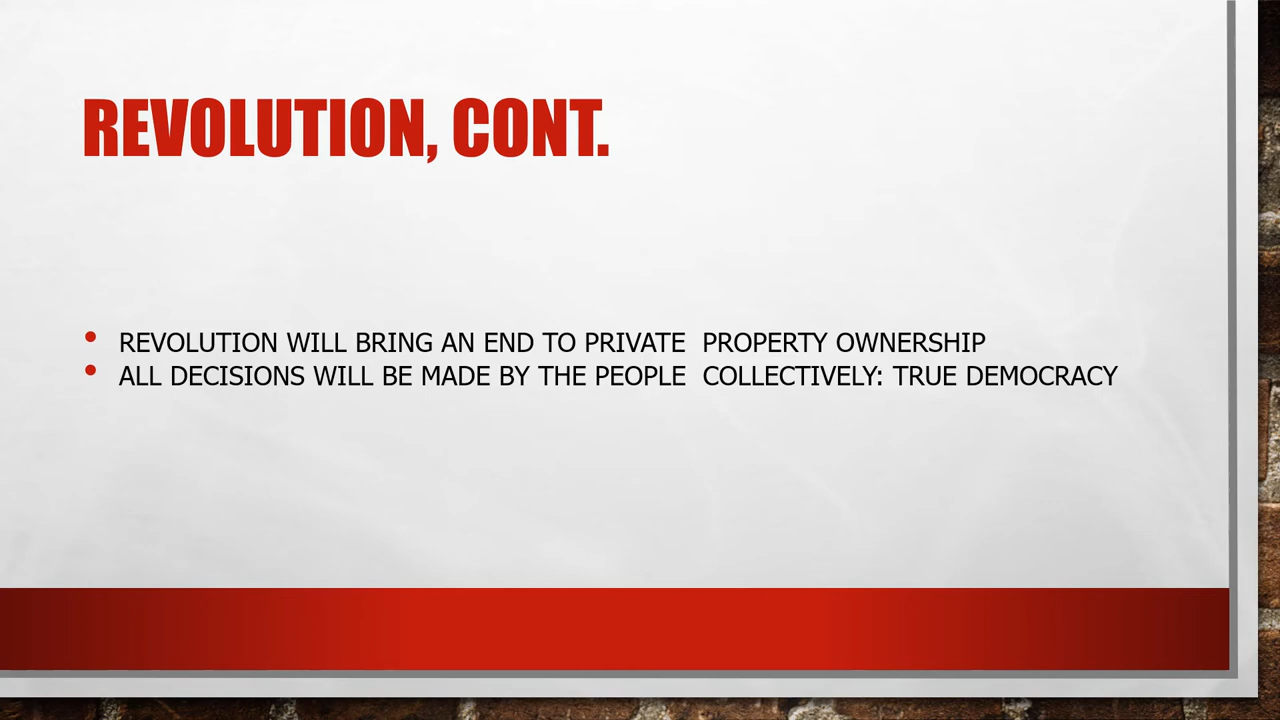 REVOLUTION, CONT.
• REVOLUTION WILL BRING AN END TO PRIVATE  PROPERTY OWNERSHIP
• ALL DECISIONS WILL BE MADE BY THE PEOPLE  COLLECTIVELY: TRUE DEMOCRACY